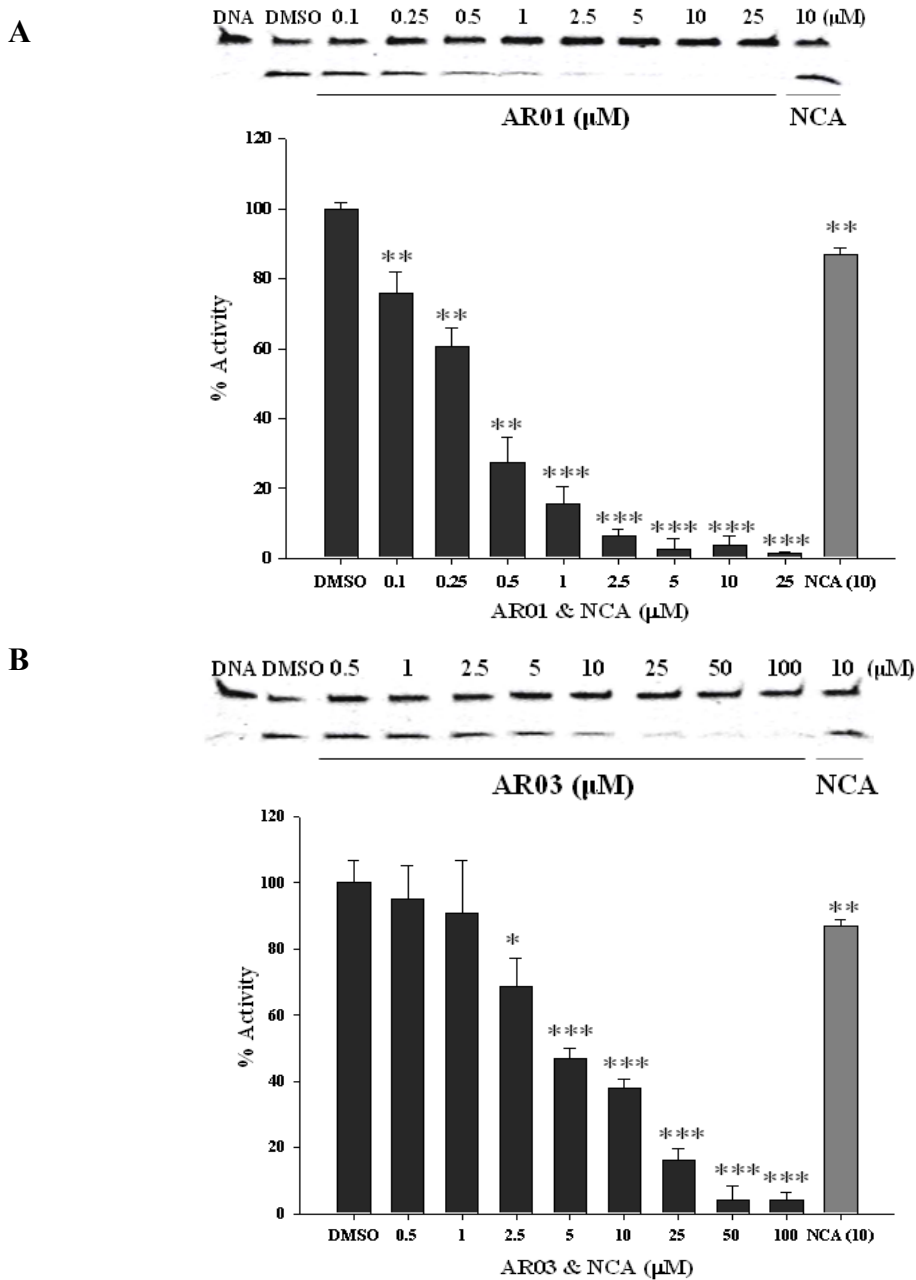 A
DNA DMSO 0.1 0.25 0.5 1 2.5 5 10 25 10 (μM)
AR01 (μM) NCA
120
100
80
60
40
20
0
% Activity
** ** ** *** *** *** *** *** **
DMSO 0.1 0.25 0.5 1 2.5 5 10 25 NCA (10)
AR01 & NCA (μM)
B
DNA DMSO 0.5 1 2.5 5 10 25 50 100 10 (μM)
AR03 (μM) NCA
120
100
80
60
40
20
0
% Activity
* *** *** *** *** *** **
DMSO 0.5 1 2.5 5 10 25 50 100 NCA (10)
AR03 & NCA (μM)